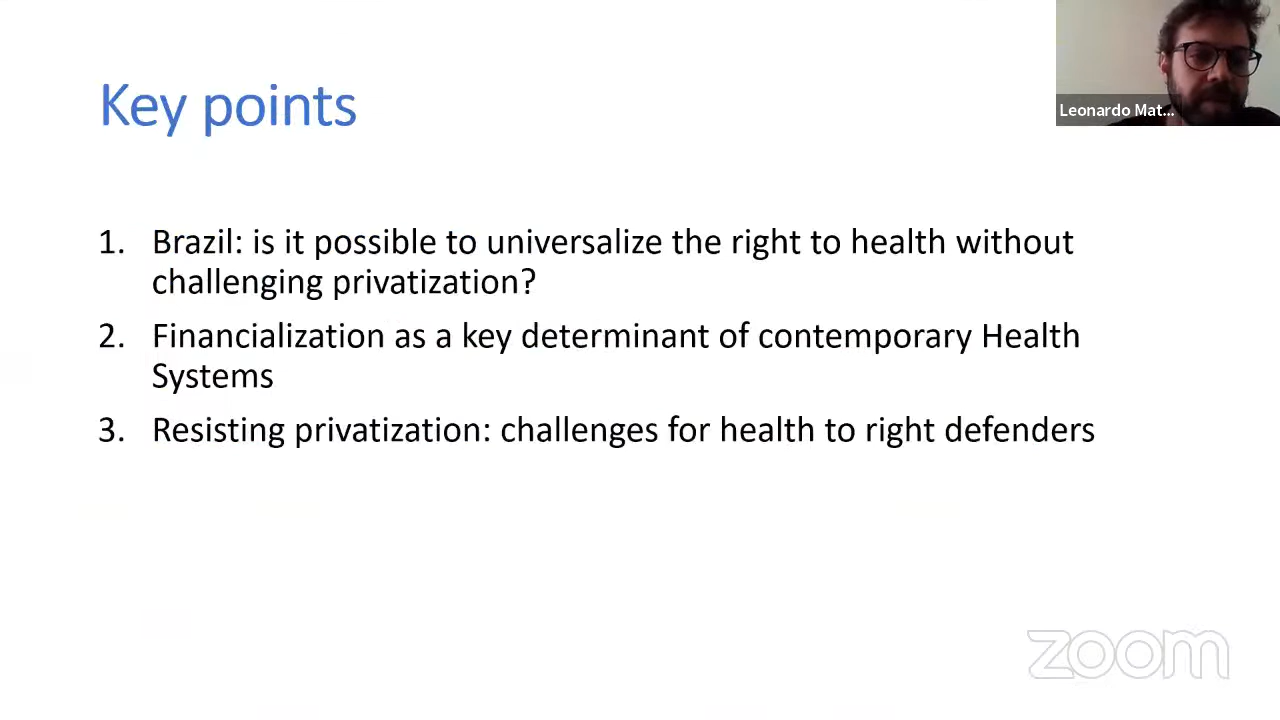 Key points
Leonardo Mat...
1. Brazil: is it possible to universalize the right to health without
challenging privatization?
2. Financialization as a key determinant of contemporary Health
Systems
3. Resisting privatization: challenges for health to right defenders
zoom